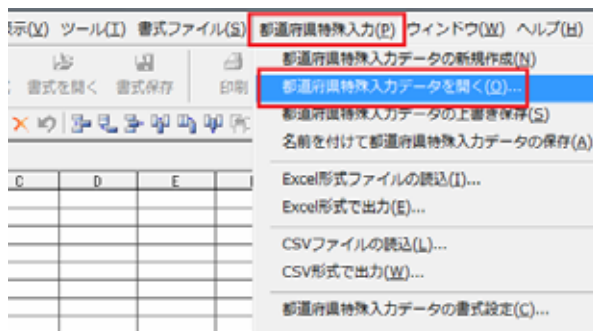 示(V) ツール(T) 書式ファイル(S) 都道府県特殊入力(P) ウィンドウ(W) ヘルプ(H)
書式を開く 書式保存 印刷
都道府県特殊入力データの新規作成(N)
都道府県特殊入力データを開く(O)...
都道府県特殊入力データの上書き保存(S)
名前を付けて都道府県特殊入力データの保存(A)
Excel形式ファイルの読込(I)...
Excel形式で出力(E)...
CSVファイルの読込(L)...
CSV形式で出力(W)...
都道府県特殊入力データの書式設定(C)...
C D E